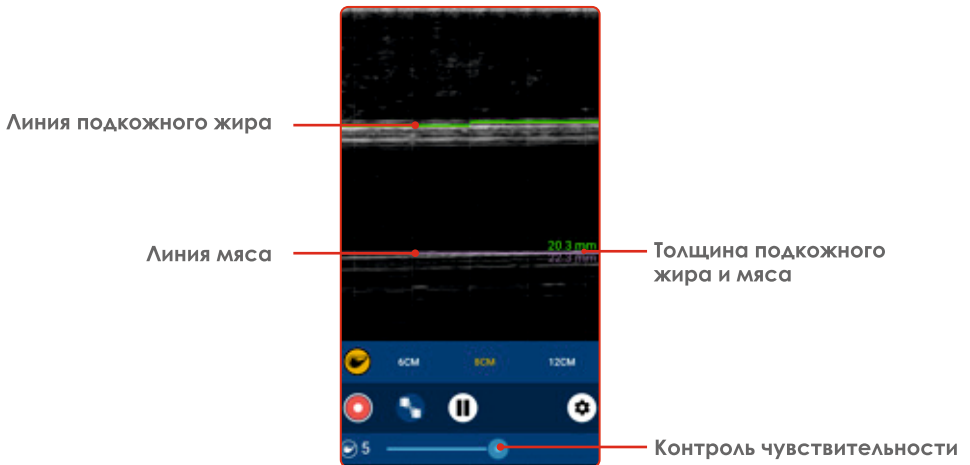 Линия подкожного жира
Линия мяса
20.3 mm
22.3 mm
Толщина подкожного
жира и мяса
6CM
8CM
12CM
5
Контроль чувствительности